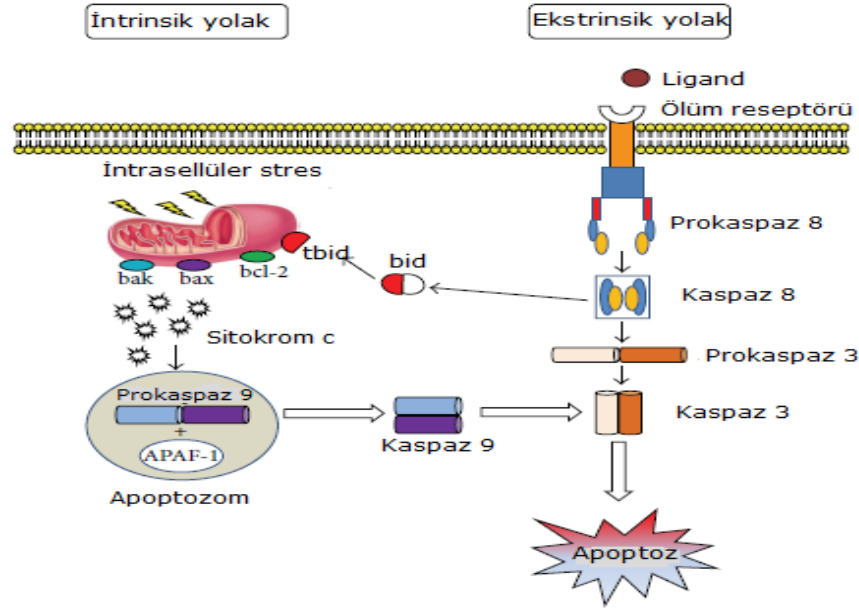 İntrinsik yolak
Ekstrinsik yolak
Ligand
Ölüm reseptörü
İntrasellüler stres
Prokaspaz 8
tbid
bid
bcl-2
bak
bax
Kaspaz 8
Sitokrom c
Prokaspaz 3
Prokaspaz 9
+
APAF-1
Kaspaz 9
Kaspaz 3
Apoptozom
Apoptoz